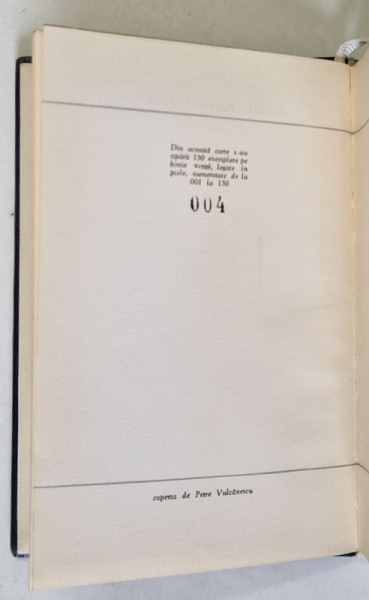 Din această carte s-au
tipărit 150 exemplare pe
hîrtie velină, legate în
piele, numerotate de la
001 la 150
004
coperta de Petre Vulcănescu